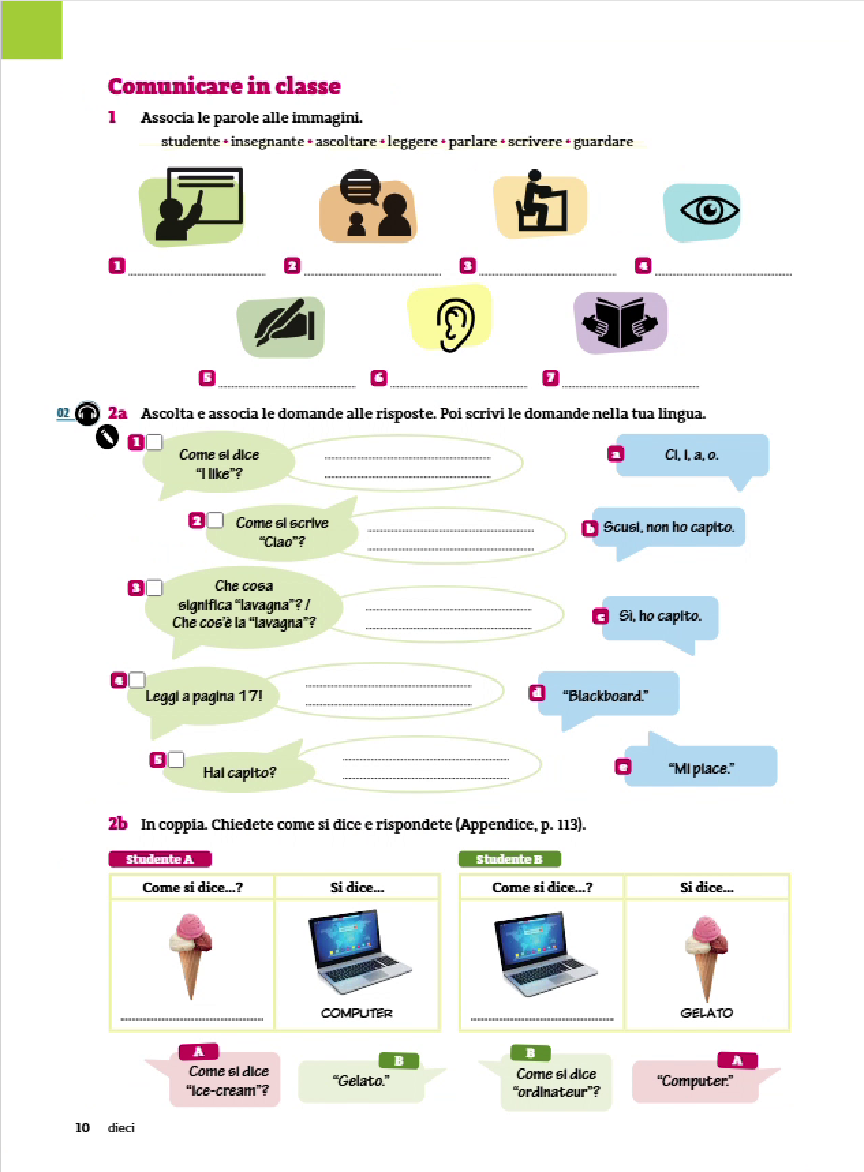 Comunicare in classe
1 Associa le parole alle immagini.
studente • insegnante • ascoltare • leggere • parlare • scrivere • guardare
1 2 3 4
5 6 7
02 2a Ascolta e associa le domande alle risposte. Poi scrivi le domande nella tua lingua.
1 Come si dice
“I like”?
a Ci, i, a, o.
2 Come si scrive
“Ciao”?
b Scusi, non ho capito.
3 Che cosa
significa “lavagna”? /
Che cos’è la “lavagna”?
c Sì, ho capito.
4 Leggi a pagina 17!
d “Blackboard.”
5 Hai capito?
e “Mi piace.”
2b In coppia. Chiedete come si dice e rispondete (Appendice, p. 113).
Studente A
Come si dice...? Si dice...
COMPUTER
Studente B
Come si dice...? Si dice...
GELATO
A
Come si dice
“ice-cream”?
B
“Gelato.”
B
Come si dice
“ordinateur”?
A
“Computer.”
10 dieci